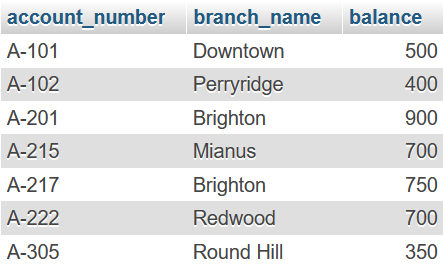 account_number branch_name balance
A-101 Downtown 500
A-102 Perryridge 400
A-201 Brighton 900
A-215 Mianus 700
A-217 Brighton 750
A-222 Redwood 700
A-305 Round Hill 350